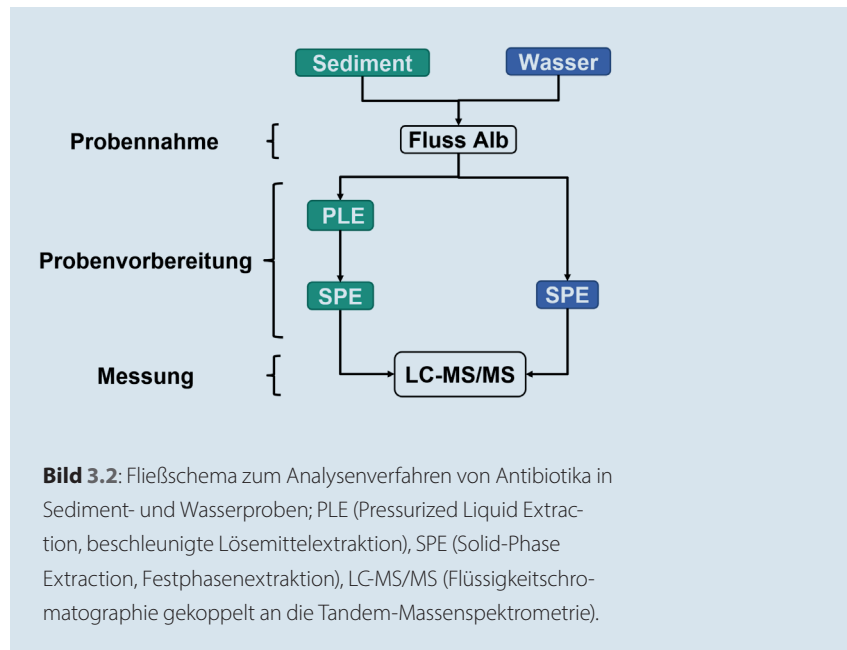 Sediment Wasser
Probennahme Fluss Alb
PLE
Probenvorbereitung
SPE SPE
Messung LC-MS/MS
Bild 3.2: Fließschema zum Analysenverfahren von Antibiotika in
Sediment- und Wasserproben; PLE (Pressurized Liquid Extrac-
tion, beschleunigte Lösemittelextraktion), SPE (Solid-Phase
Extraction, Festphasenextraktion), LC-MS/MS (Flüssigkeitschro-
matographie gekoppelt an die Tandem-Massenspektrometrie).